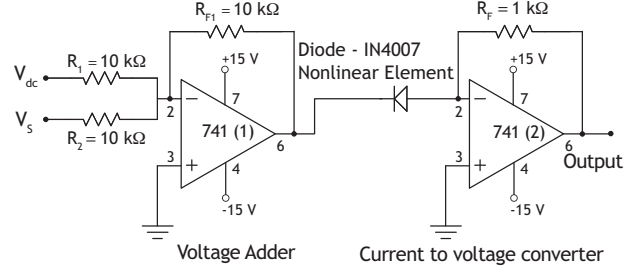 R_F1 = 10 kΩ
R_F = 1 kΩ
+15 V
Diode - IN4007
Nonlinear Element
+15 V
R_1 = 10 kΩ
V_dc
7
7
2
2
V_S
741 (1)
741 (2)
R_2 = 10 kΩ
6
6
Output
3
3
4
4
-15 V
-15 V
Voltage Adder
Current to voltage converter